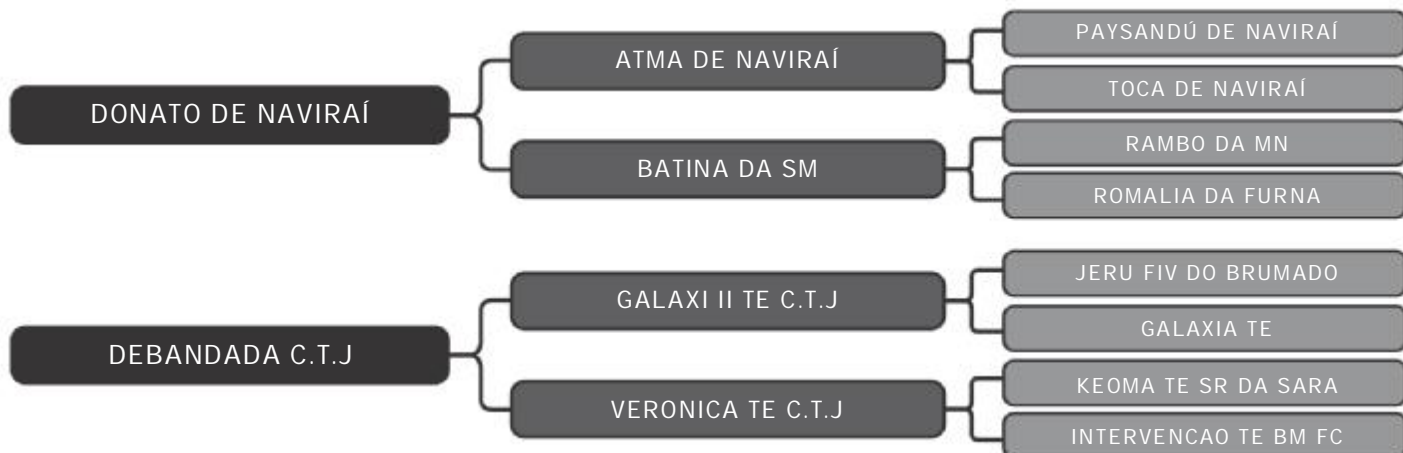 DONATO DE NAVIRAÍ
ATMA DE NAVIRAÍ
PAYSANDÚ DE NAVIRAÍ
TOCA DE NAVIRAÍ
BATINA DA SM
RAMBO DA MN
ROMALIA DA FURNA
DEBANDADA C.T.J
GALAXI II TE C.T.J
JERU FIV DO BRUMADO
GALAXIA TE
VERONICA TE C.T.J
KEOMA TE SR DA SARA
INTERVENCAO TE BM FC